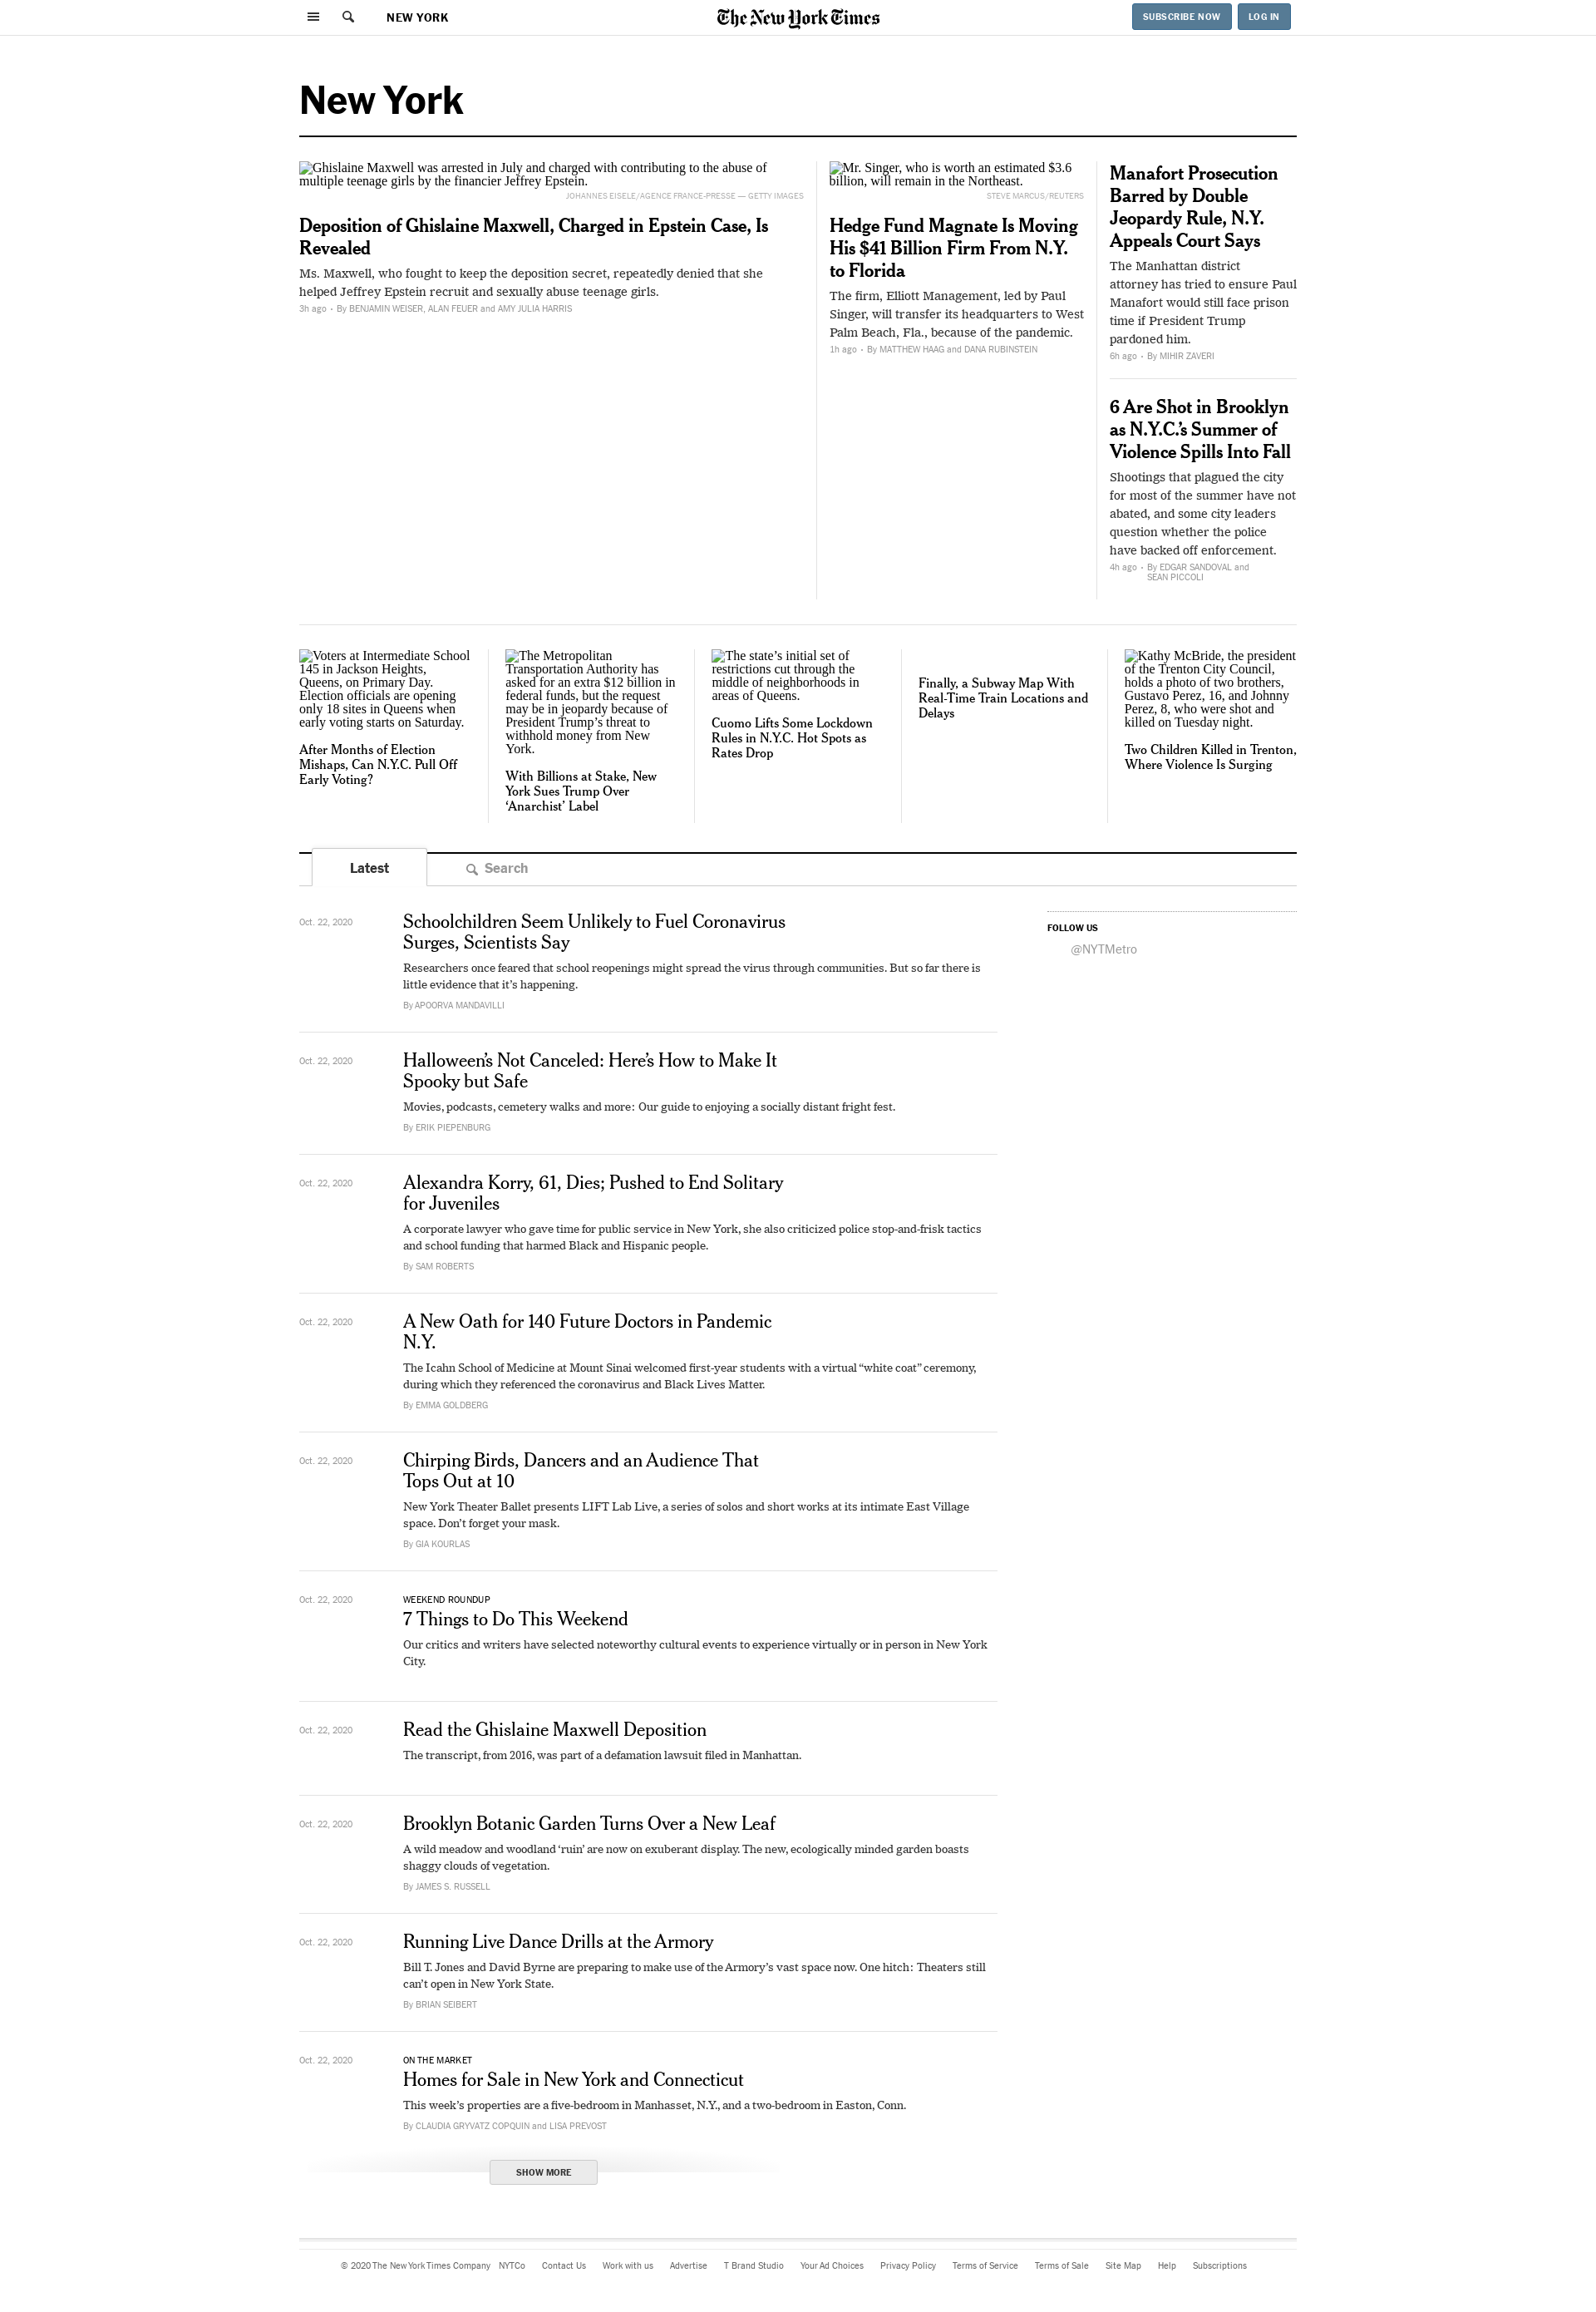 NEW YORK
The New York Times
SUBSCRIBE NOW
LOG IN
New York
Ghislaine Maxwell was arrested in July and charged with contributing to the abuse of
multiple teenage girls by the financier Jeffrey Epstein.
JOHANNES EISELE/AGENCE FRANCE-PRESSE — GETTY IMAGES
Deposition of Ghislaine Maxwell, Charged in Epstein Case, Is
Revealed
Ms. Maxwell, who fought to keep the deposition secret, repeatedly denied that she
helped Jeffrey Epstein recruit and sexually abuse teenage girls.
3h ago • By BENJAMIN WEISER, ALAN FEUER and AMY JULIA HARRIS
Mr. Singer, who is worth an estimated $3.6
billion, will remain in the Northeast.
STEVE MARCUS/REUTERS
Hedge Fund Magnate Is Moving
His $41 Billion Firm From N.Y.
to Florida
The firm, Elliott Management, led by Paul
Singer, will transfer its headquarters to West
Palm Beach, Fla., because of the pandemic.
1h ago • By MATTHEW HAAG and DANA RUBINSTEIN
Manafort Prosecution
Barred by Double
Jeopardy Rule, N.Y.
Appeals Court Says
The Manhattan district
attorney has tried to ensure Paul
Manafort would still face prison
time if President Trump
pardoned him.
6h ago • By MIHIR ZAVERI
6 Are Shot in Brooklyn
as N.Y.C.’s Summer of
Violence Spills Into Fall
Shootings that plagued the city
for most of the summer have not
abated, and some city leaders
question whether the police
have backed off enforcement.
4h ago • By EDGAR SANDOVAL and
SEAN PICCOLI
Voters at Intermediate School
145 in Jackson Heights,
Queens, on Primary Day.
Election officials are opening
only 18 sites in Queens when
early voting starts on Saturday.
After Months of Election
Mishaps, Can N.Y.C. Pull Off
Early Voting?
The Metropolitan
Transportation Authority has
asked for an extra $12 billion in
federal funds, but the request
may be in jeopardy because of
President Trump’s threat to
withhold money from New
York.
With Billions at Stake, New
York Sues Trump Over
‘Anarchist’ Label
The state’s initial set of
restrictions cut through the
middle of neighborhoods in
areas of Queens.
Cuomo Lifts Some Lockdown
Rules in N.Y.C. Hot Spots as
Rates Drop
Finally, a Subway Map With
Real-Time Train Locations and
Delays
Kathy McBride, the president
of the Trenton City Council,
holds a photo of two brothers,
Gustavo Perez, 16, and Johnny
Perez, 8, who were shot and
killed on Tuesday night.
Two Children Killed in Trenton,
Where Violence Is Surging
Latest
Search
Oct. 22, 2020
Schoolchildren Seem Unlikely to Fuel Coronavirus
Surges, Scientists Say
Researchers once feared that school reopenings might spread the virus through communities. But so far there is
little evidence that it’s happening.
By APOORVA MANDAVILLI
FOLLOW US
@NYTMetro
Oct. 22, 2020
Halloween’s Not Canceled: Here’s How to Make It
Spooky but Safe
Movies, podcasts, cemetery walks and more: Our guide to enjoying a socially distant fright fest.
By ERIK PIEPENBURG
Oct. 22, 2020
Alexandra Korry, 61, Dies; Pushed to End Solitary
for Juveniles
A corporate lawyer who gave time for public service in New York, she also criticized police stop-and-frisk tactics
and school funding that harmed Black and Hispanic people.
By SAM ROBERTS
Oct. 22, 2020
A New Oath for 140 Future Doctors in Pandemic
N.Y.
The Icahn School of Medicine at Mount Sinai welcomed first-year students with a virtual “white coat” ceremony,
during which they referenced the coronavirus and Black Lives Matter.
By EMMA GOLDBERG
Oct. 22, 2020
Chirping Birds, Dancers and an Audience That
Tops Out at 10
New York Theater Ballet presents LIFT Lab Live, a series of solos and short works at its intimate East Village
space. Don’t forget your mask.
By GIA KOURLAS
Oct. 22, 2020
WEEKEND ROUNDUP
7 Things to Do This Weekend
Our critics and writers have selected noteworthy cultural events to experience virtually or in person in New York
City.
Oct. 22, 2020
Read the Ghislaine Maxwell Deposition
The transcript, from 2016, was part of a defamation lawsuit filed in Manhattan.
Oct. 22, 2020
Brooklyn Botanic Garden Turns Over a New Leaf
A wild meadow and woodland ‘ruin’ are now on exuberant display. The new, ecologically minded garden boasts
shaggy clouds of vegetation.
By JAMES S. RUSSELL
Oct. 22, 2020
Running Live Dance Drills at the Armory
Bill T. Jones and David Byrne are preparing to make use of the Armory’s vast space now. One hitch: Theaters still
can’t open in New York State.
By BRIAN SEIBERT
Oct. 22, 2020
ON THE MARKET
Homes for Sale in New York and Connecticut
This week’s properties are a five-bedroom in Manhasset, N.Y., and a two-bedroom in Easton, Conn.
By CLAUDIA GRYVATZ COPQUIN and LISA PREVOST
SHOW MORE
© 2020 The New York Times Company NYTCo Contact Us Work with us Advertise T Brand Studio Your Ad Choices Privacy Policy Terms of Service Terms of Sale Site Map Help Subscriptions